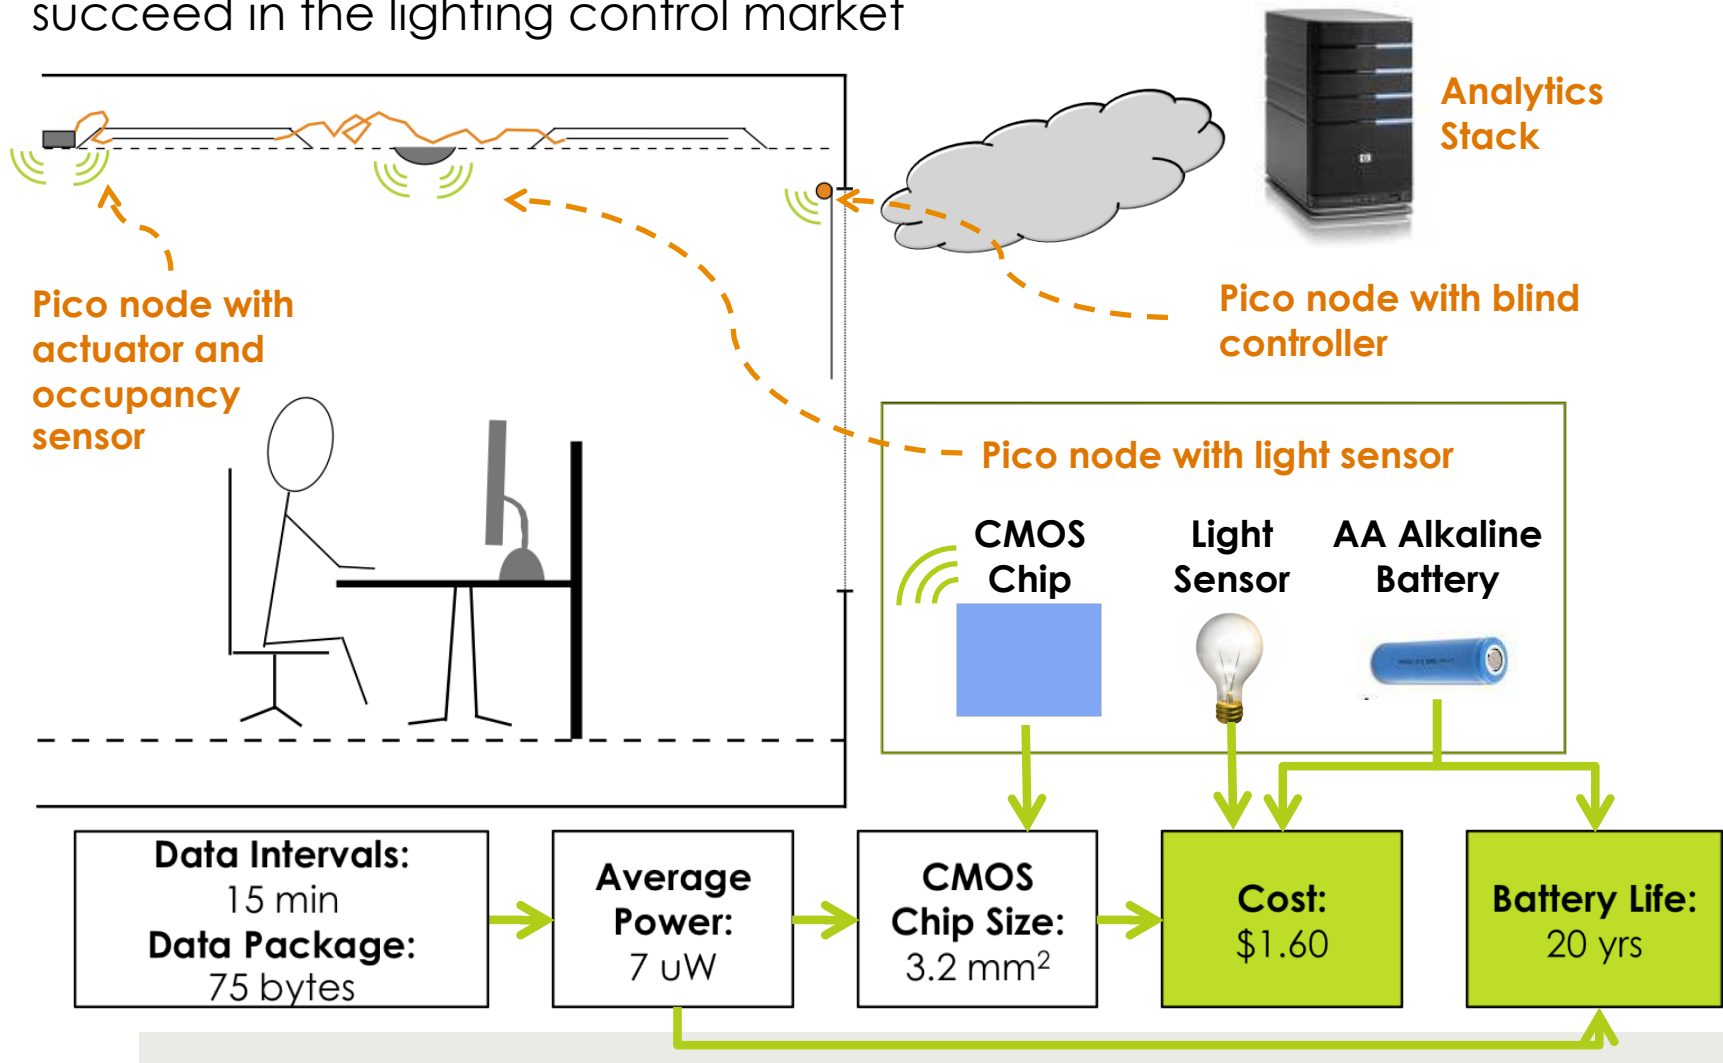 succeed in the lighting control market
Analytics
Stack
Pico node with
actuator and
occupancy
sensor
Pico node with blind
controller
Pico node with light sensor
CMOS
Chip
Light
Sensor
AA Alkaline
Battery
Data Intervals:
15 min
Data Package:
75 bytes
Average
Power:
7 uW
CMOS
Chip Size:
3.2 mm²
Cost:
$1.60
Battery Life:
20 yrs